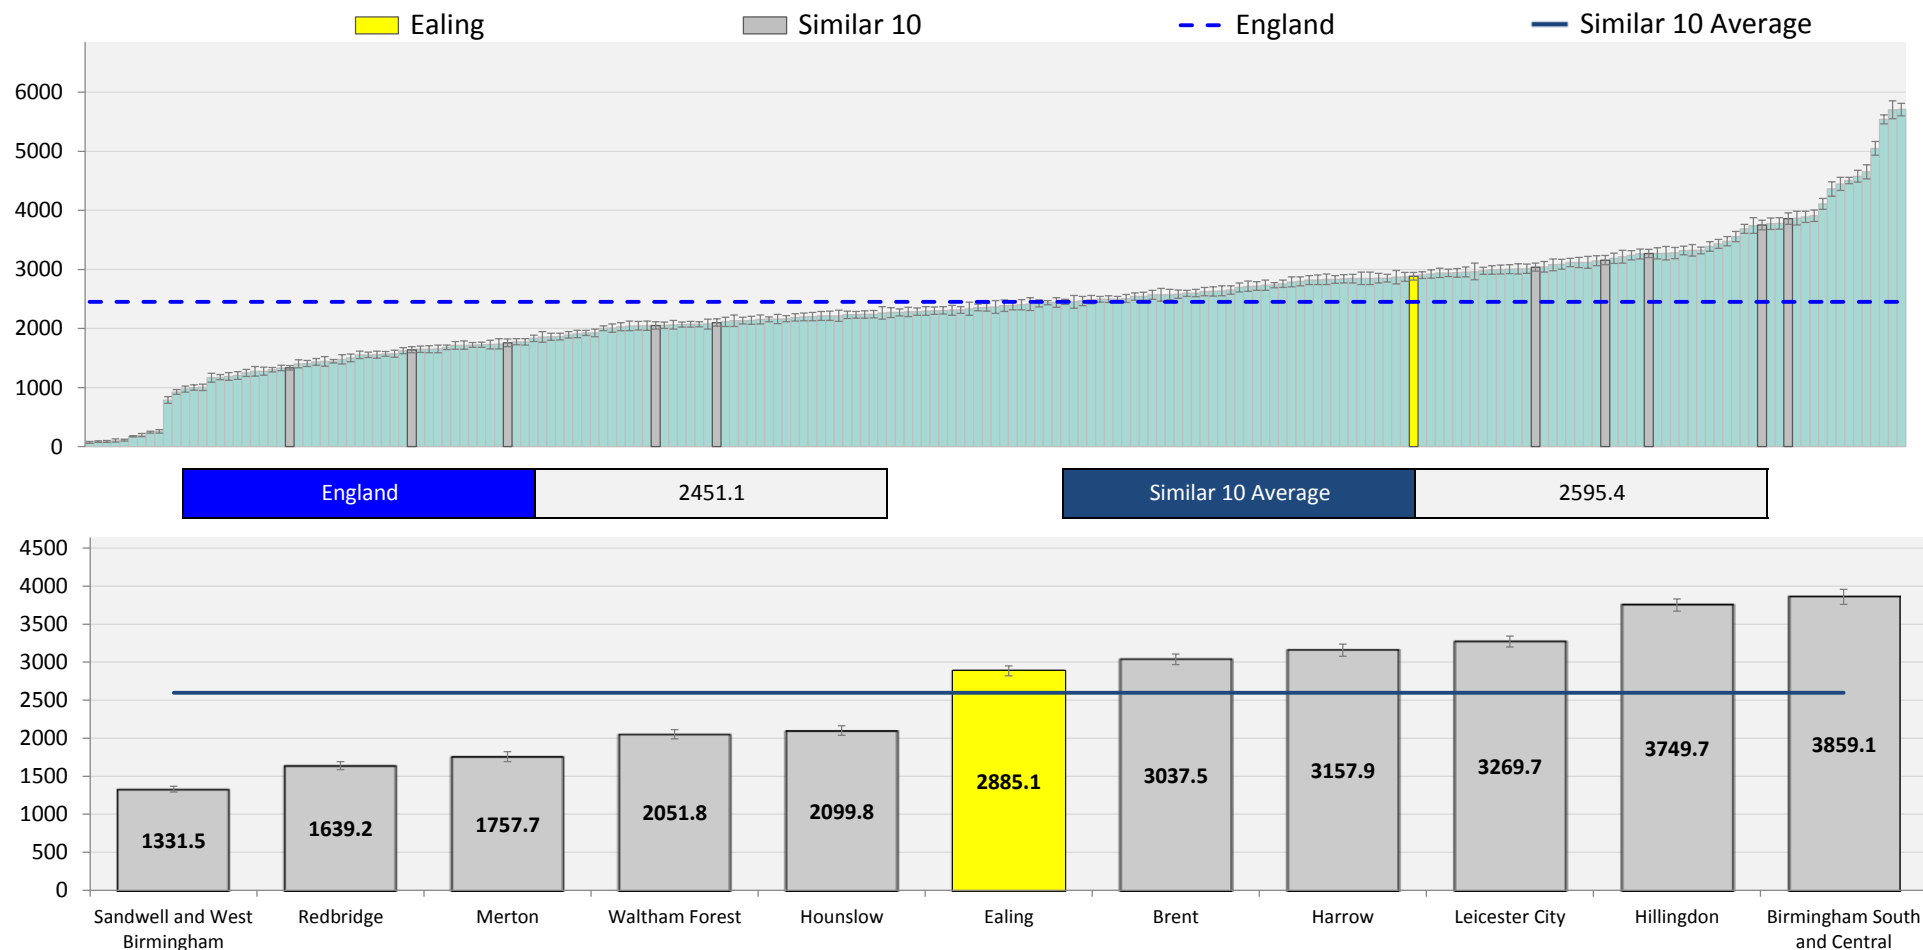 Ealing
Similar 10
England
Similar 10 Average
6000
5000
4000
3000
2000
1000
0
England
2451.1
Similar 10 Average
2595.4
4500
4000
3500
3000
2500
2000
1500
1000
500
0
1331.5
1639.2
1757.7
2051.8
2099.8
2885.1
3037.5
3157.9
3269.7
3749.7
3859.1
Sandwell and West
Birmingham
Redbridge
Merton
Waltham Forest
Hounslow
Ealing
Brent
Harrow
Leicester City
Hillingdon
Birmingham South
and Central